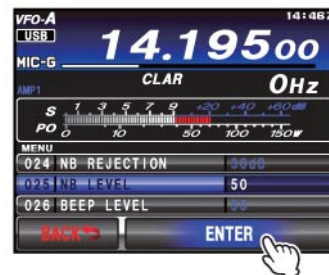 VFO-A 14:46
USB 14.19500
MIC-G
CLAR 0Hz
AMP1
S 1 3 5 7 9 +20 +40 +60dB
PO 0 10 50 100 150W
MENU
024 NB REJECTION 30dB
025 NB LEVEL 50
026 BEEP LEVEL
BACK ENTER